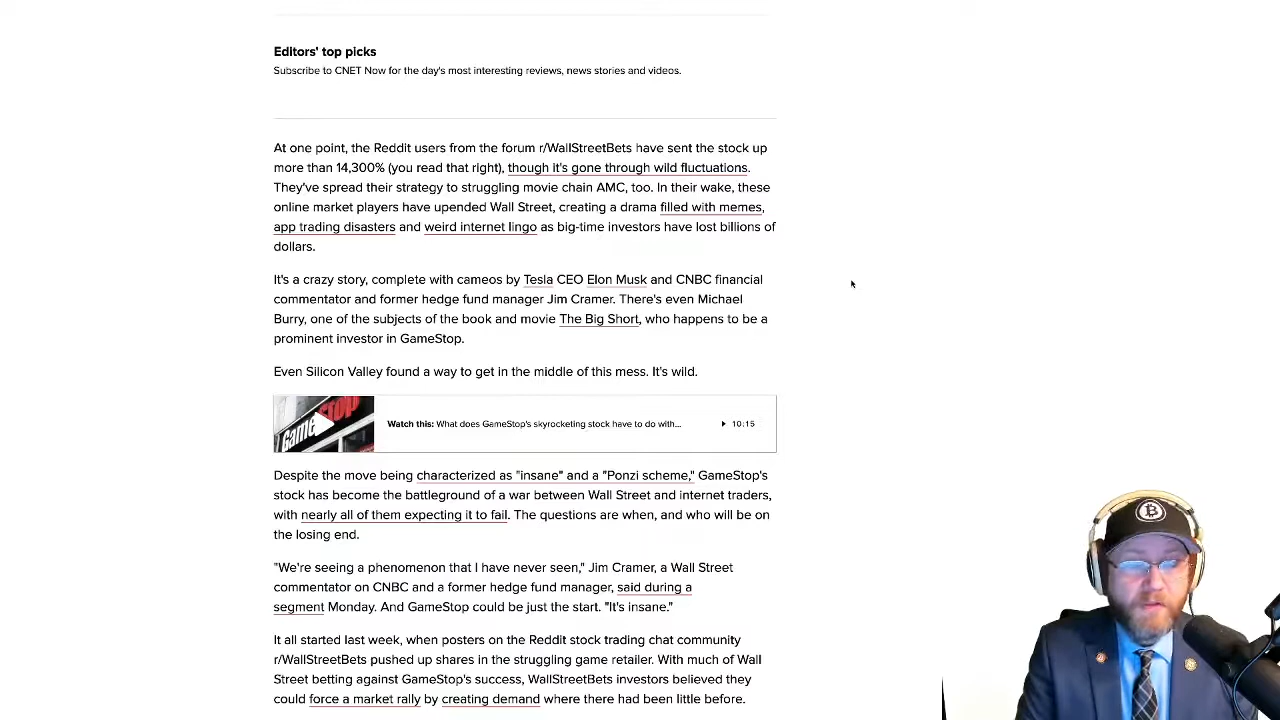 Editors' top picks
Subscribe to CNET Now for the day's most interesting reviews, news stories and videos.
At one point, the Reddit users from the forum r/WallStreetBets have sent the stock up
more than 14,300% (you read that right), though it's gone through wild fluctuations.
They've spread their strategy to struggling movie chain AMC, too. In their wake, these
online market players have upended Wall Street, creating a drama filled with memes,
app trading disasters and weird internet lingo as big-time investors have lost billions of
dollars.
It's a crazy story, complete with cameos by Tesla CEO Elon Musk and CNBC financial
commentator and former hedge fund manager Jim Cramer. There's even Michael
Burry, one of the subjects of the book and movie The Big Short, who happens to be a
prominent investor in GameStop.
Even Silicon Valley found a way to get in the middle of this mess. It's wild.
GameStop
Watch this: What does GameStop's skyrocketing stock have to do with... 10:15
Despite the move being characterized as "insane" and a "Ponzi scheme," GameStop's
stock has become the battleground of a war between Wall Street and internet traders,
with nearly all of them expecting it to fail. The questions are when, and who will be on
the losing end.
"We're seeing a phenomenon that I have never seen," Jim Cramer, a Wall Street
commentator on CNBC and a former hedge fund manager, said during a
segment Monday. And GameStop could be just the start. "It's insane."
It all started last week, when posters on the Reddit stock trading chat community
r/WallStreetBets pushed up shares in the struggling game retailer. With much of Wall
Street betting against GameStop's success, WallStreetBets investors believed they
could force a market rally by creating demand where there had been little before.